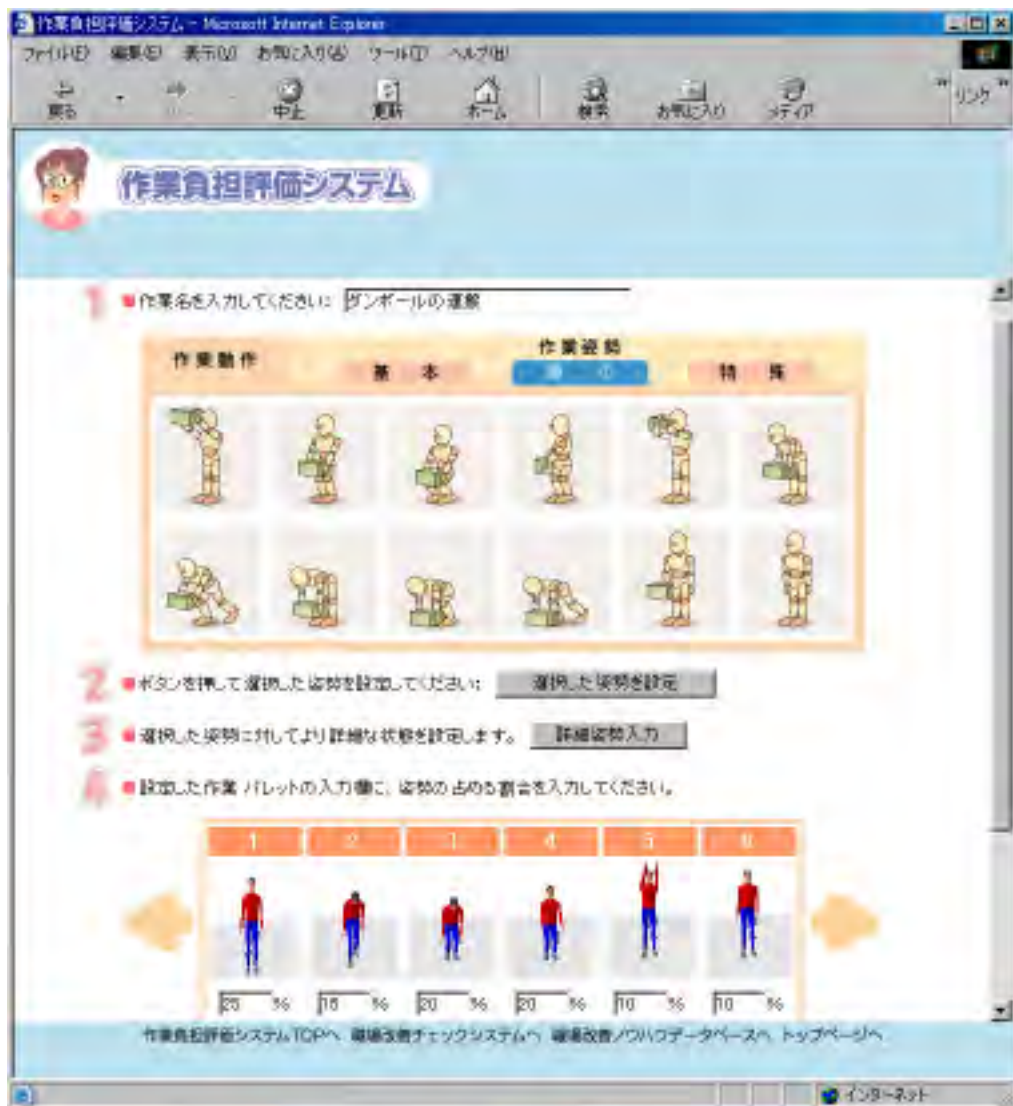 作業負担評価システム - Microsoft Internet Explorer
ファイル(F) 編集(E) 表示(V) お気に入り(A) ツール(T) ヘルプ(H)
戻る 中止 更新 ホーム 検索 お気に入り メディア リンク
作業負担評価システム
1 作業名を入力してください: ダンボールの運搬
作業姿勢
作業動作 基 本 特 殊
2 ボタンを押して選択した姿勢を設定してください: 選択した姿勢を設定
3 選択した姿勢に対してより詳細な状態を設定します。 詳細姿勢入力
4 設定した作業パレットの入力欄に、姿勢の占める割合を入力してください。
1 2 3 4 5 6
25 % 15 % 20 % 20 % 10 % 10 %
作業負担評価システムTOPへ 職場改善チェックシステムへ 職場改善ノウハウデータベースへ トップページへ
インターネット